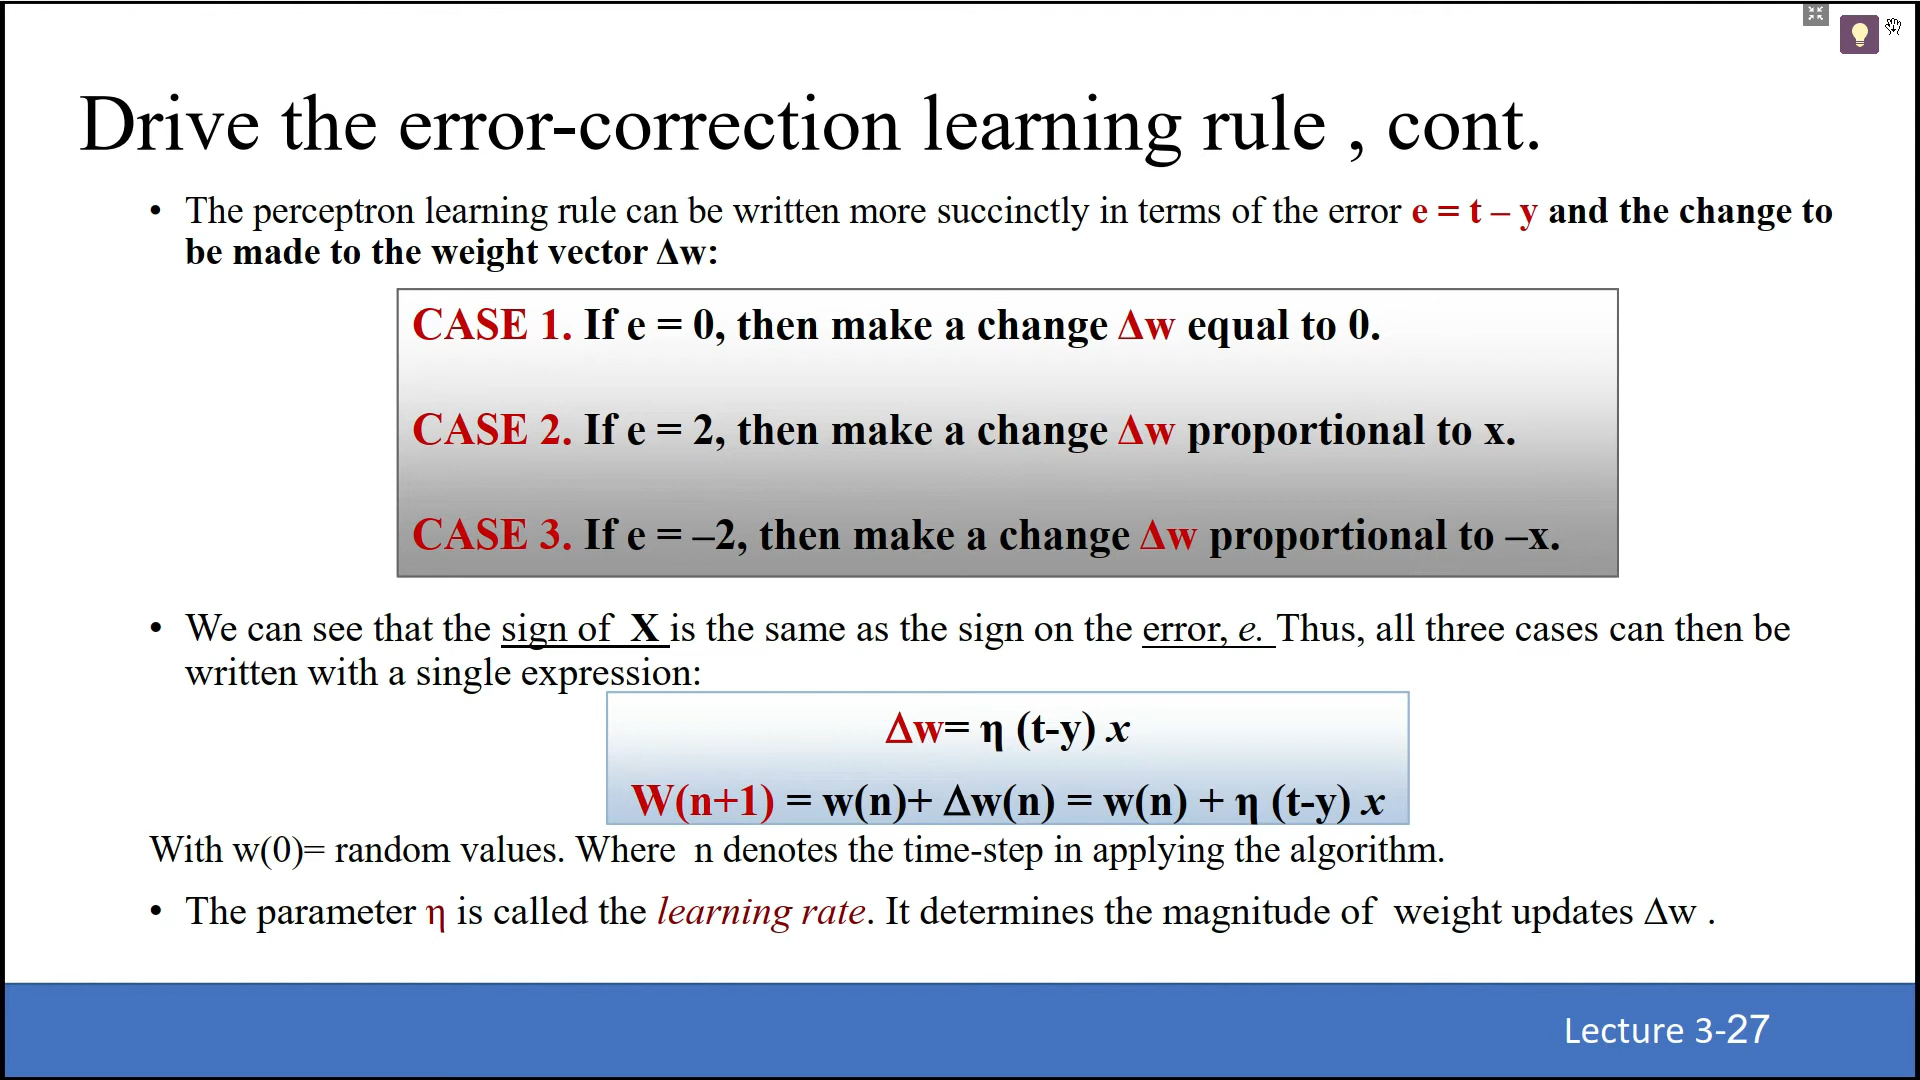 Drive the error-correction learning rule , cont.
• The perceptron learning rule can be written more succinctly in terms of the error e = t – y and the change to
be made to the weight vector Δw:
CASE 1. If e = 0, then make a change Δw equal to 0.
CASE 2. If e = 2, then make a change Δw proportional to x.
CASE 3. If e = –2, then make a change Δw proportional to –x.
• We can see that the sign of X is the same as the sign on the error, e. Thus, all three cases can then be
written with a single expression:
Δw= η (t-y) x
W(n+1) = w(n)+ Δw(n) = w(n) + η (t-y) x
With w(0)= random values. Where n denotes the time-step in applying the algorithm.
• The parameter η is called the learning rate. It determines the magnitude of weight updates Δw .
Lecture 3-27